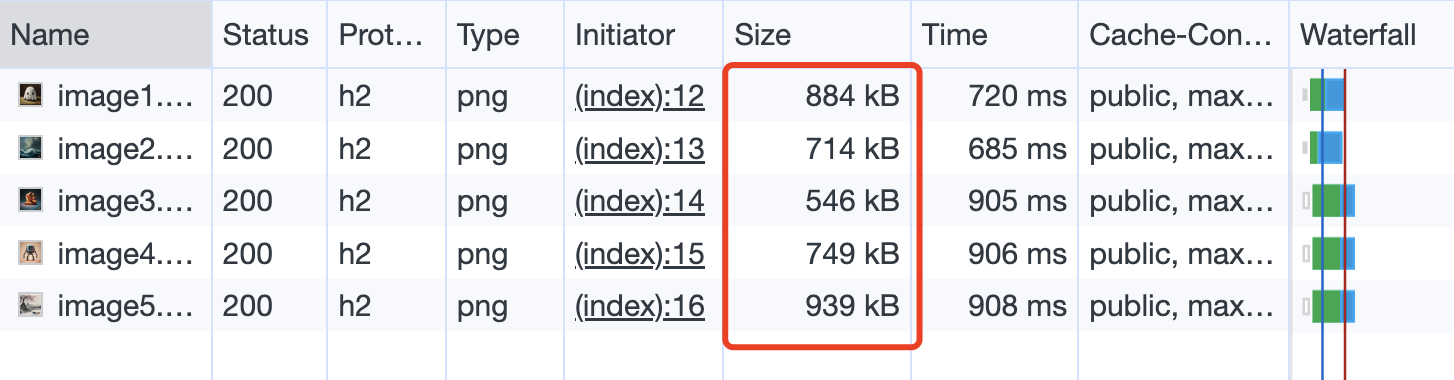 Name Status Prot… Type Initiator Size Time Cache-Con… Waterfall
image1.… 200 h2 png (index):12 884 kB 720 ms public, max…
image2.… 200 h2 png (index):13 714 kB 685 ms public, max…
image3.… 200 h2 png (index):14 546 kB 905 ms public, max…
image4.… 200 h2 png (index):15 749 kB 906 ms public, max…
image5.… 200 h2 png (index):16 939 kB 908 ms public, max…